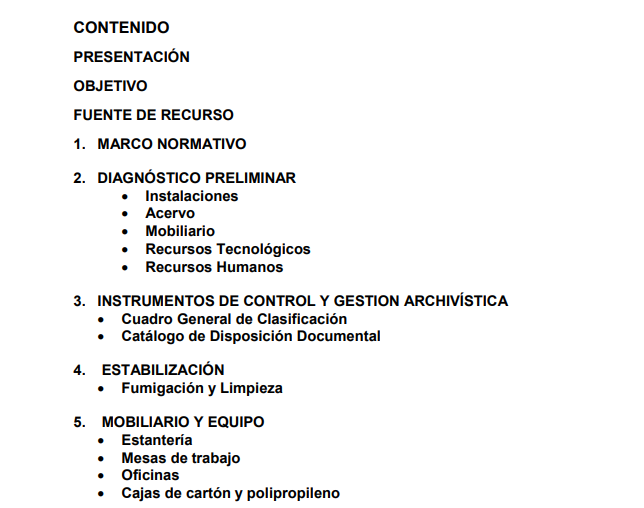 CONTENIDO
PRESENTACIÓN
OBJETIVO
FUENTE DE RECURSO
1. MARCO NORMATIVO
2. DIAGNÓSTICO PRELIMINAR
• Instalaciones
• Acervo
• Mobiliario
• Recursos Tecnológicos
• Recursos Humanos
3. INSTRUMENTOS DE CONTROL Y GESTION ARCHIVÍSTICA
• Cuadro General de Clasificación
• Catálogo de Disposición Documental
4. ESTABILIZACIÓN
• Fumigación y Limpieza
5. MOBILIARIO Y EQUIPO
• Estantería
• Mesas de trabajo
• Oficinas
• Cajas de cartón y polipropileno